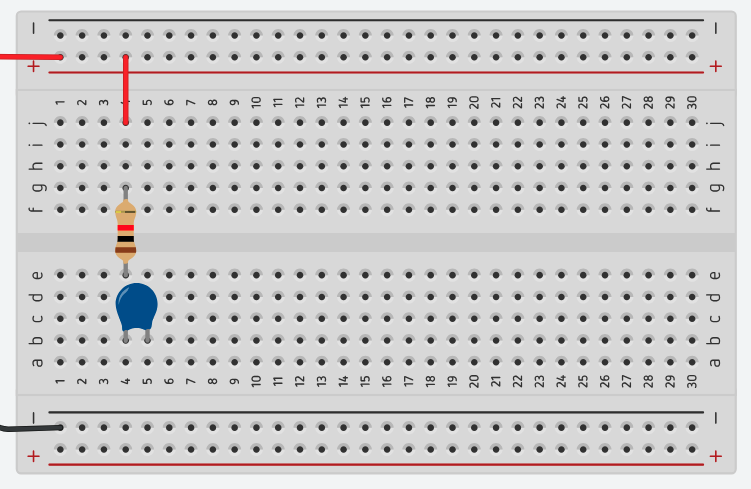 − −
+ +
1 2 3 4 5 6 7 8 9 10 11 12 13 14 15 16 17 18 19 20 21 22 23 24 25 26 27 28 29 30
j j
i i
h h
g g
f f
e e
d d
c c
b b
a a
1 2 3 4 5 6 7 8 9 10 11 12 13 14 15 16 17 18 19 20 21 22 23 24 25 26 27 28 29 30
− −
+ +